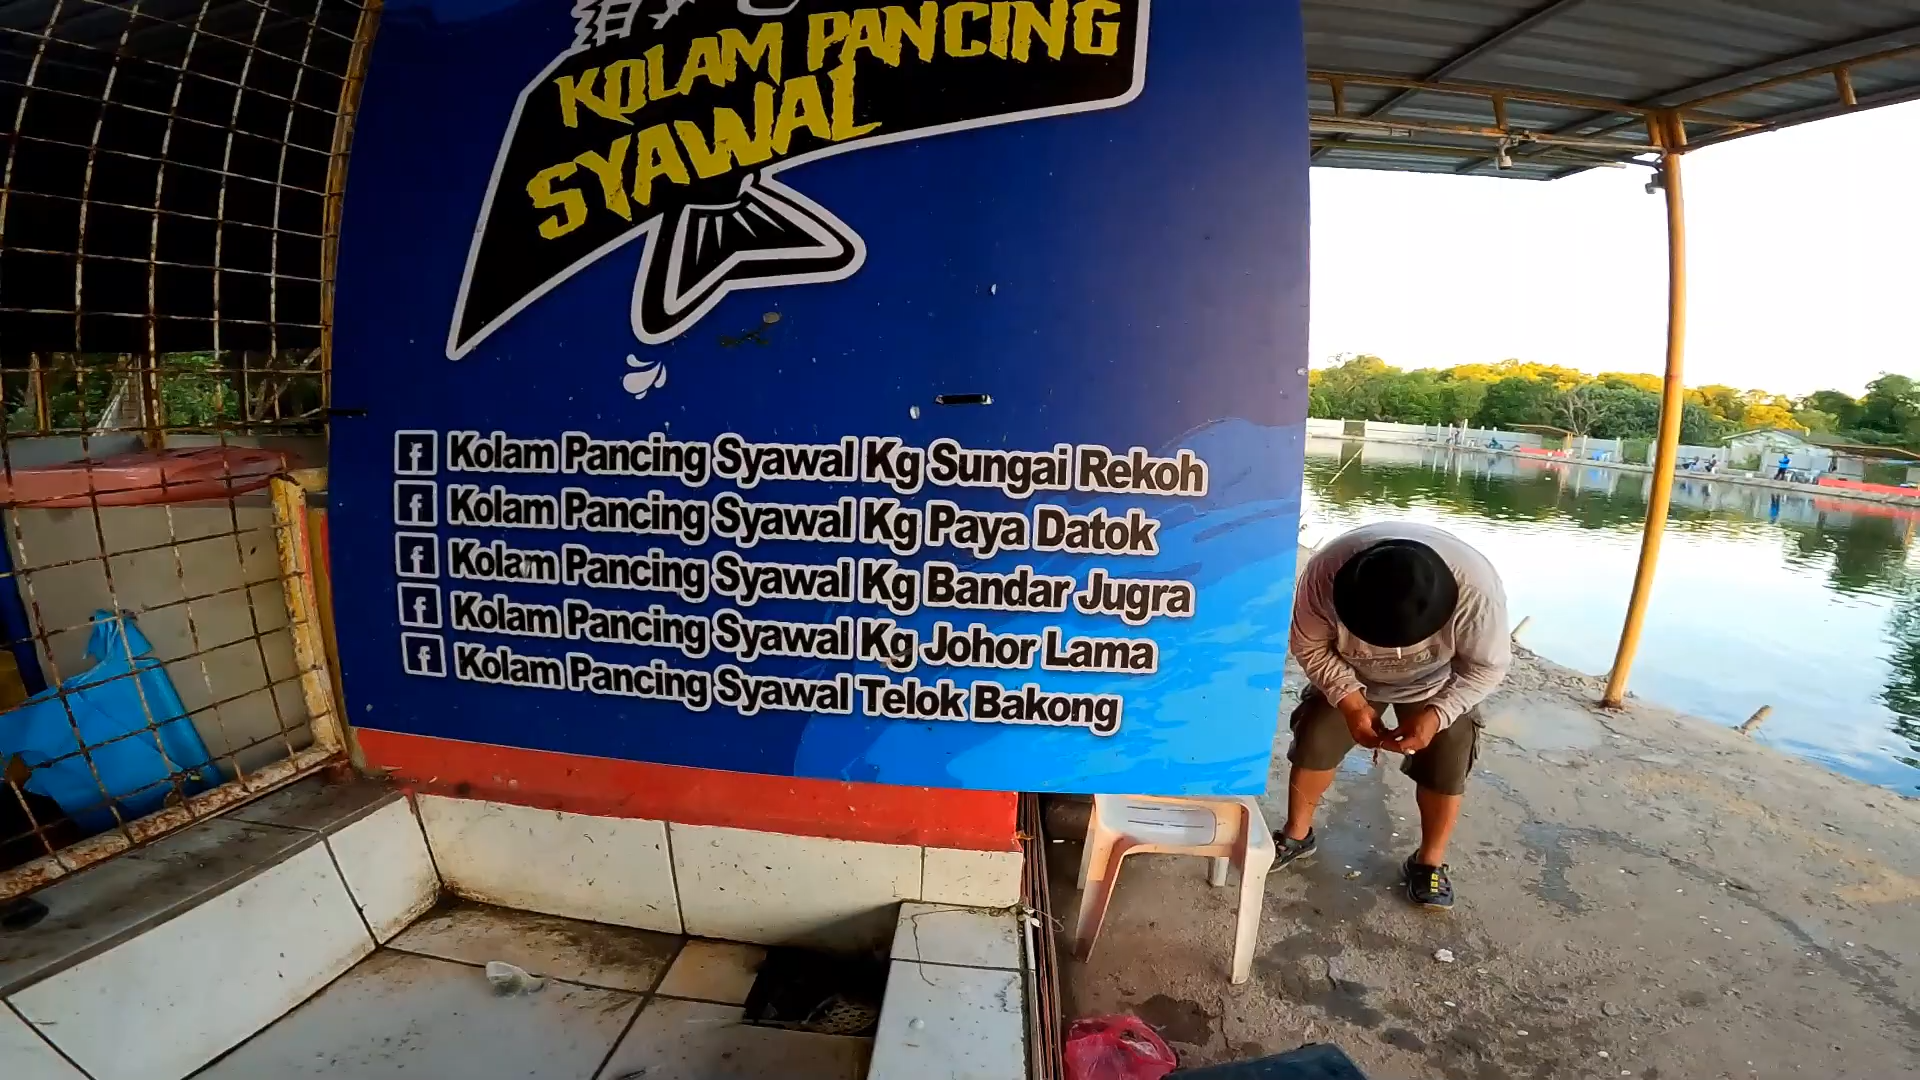 KOLAM PANCING
SYAWAL
Kolam Pancing Syawal Kg Sungai Rekoh
Kolam Pancing Syawal Kg Paya Datok
Kolam Pancing Syawal Kg Bandar Jugra
Kolam Pancing Syawal Kg Johor Lama
Kolam Pancing Syawal Telok Bakong